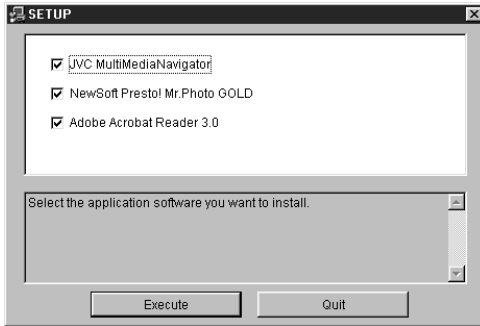 SETUP
JVC MultiMediaNavigator
NewSoft Presto! Mr.Photo GOLD
Adobe Acrobat Reader 3.0
Select the application software you want to install.
Execute
Quit